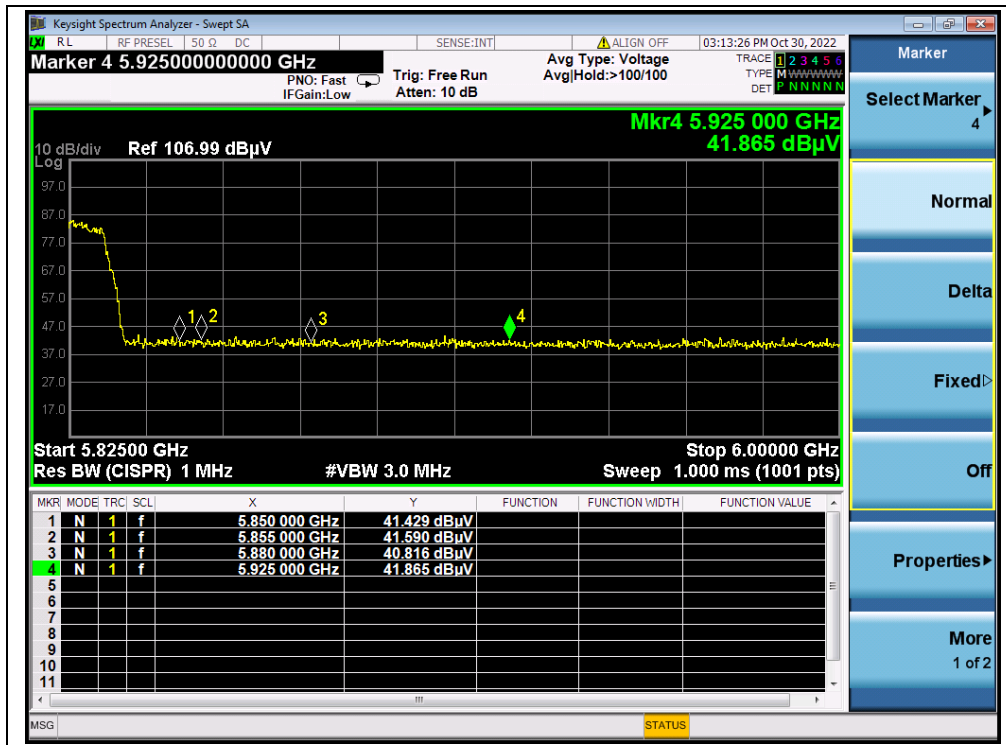 Keysight Spectrum Analyzer - Swept SA
LXI RL RF PRESEL 50 Ω DC SENSE:INT ALIGN OFF 03:13:26 PM Oct 30, 2022
Marker 4 5.925000000000 GHz
PNO: Fast
IFGain:Low
Trig: Free Run
Atten: 10 dB
Avg Type: Voltage
Avg|Hold:>100/100
TRACE 1 2 3 4 5 6
TYPE M WWWWW
DET P N N N N N
Mkr4 5.925 000 GHz
41.865 dBµV
10 dB/div Ref 106.99 dBµV
Log
97.0
87.0
77.0
67.0
57.0
47.0
37.0
27.0
17.0
1 2 3 4
Start 5.82500 GHz Stop 6.00000 GHz
Res BW (CISPR) 1 MHz #VBW 3.0 MHz Sweep 1.000 ms (1001 pts)
MKR MODE TRC SCL X Y FUNCTION FUNCTION WIDTH FUNCTION VALUE
1 N 1 f 5.850 000 GHz 41.429 dBµV
2 N 1 f 5.855 000 GHz 41.590 dBµV
3 N 1 f 5.880 000 GHz 40.816 dBµV
4 N 1 f 5.925 000 GHz 41.865 dBµV
5
6
7
8
9
10
11
MSG STATUS
Marker
Select Marker
4
Normal
Delta
Fixed
Off
Properties
More
1 of 2